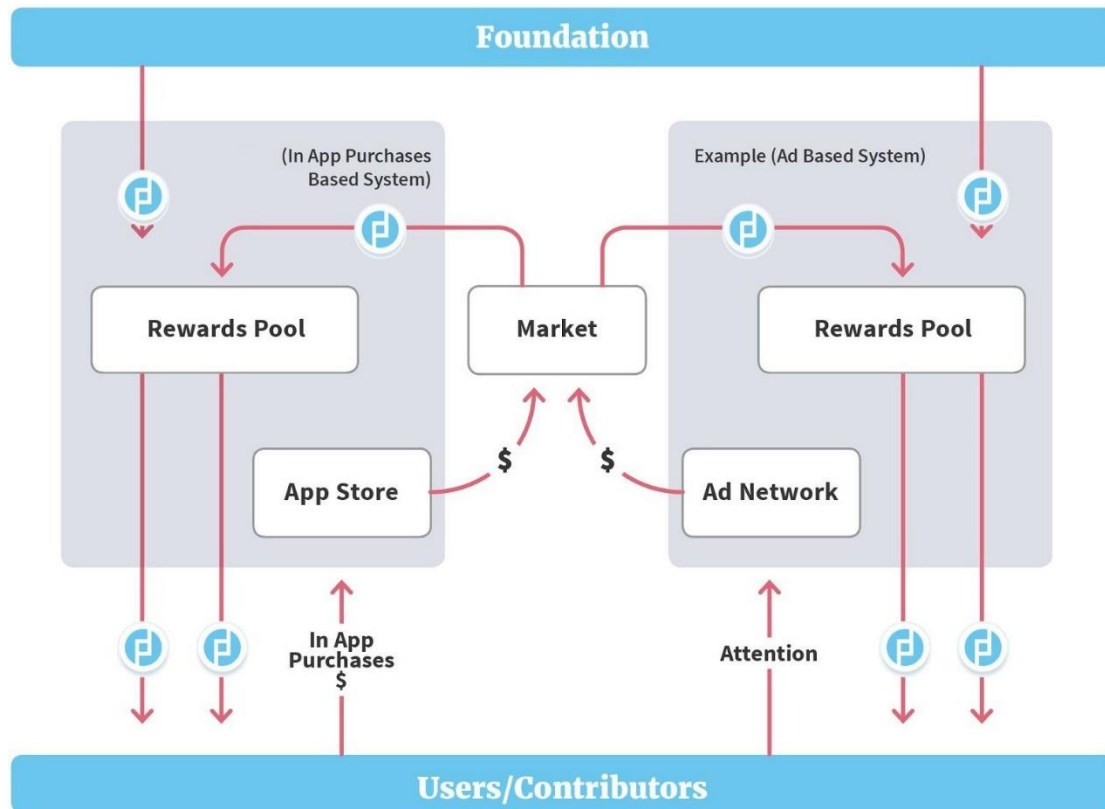 Foundation
(In App Purchases
Based System)
Example (Ad Based System)
Rewards Pool
Market
Rewards Pool
$
$
App Store
Ad Network
In App
Purchases
$
Attention
Users/Contributors